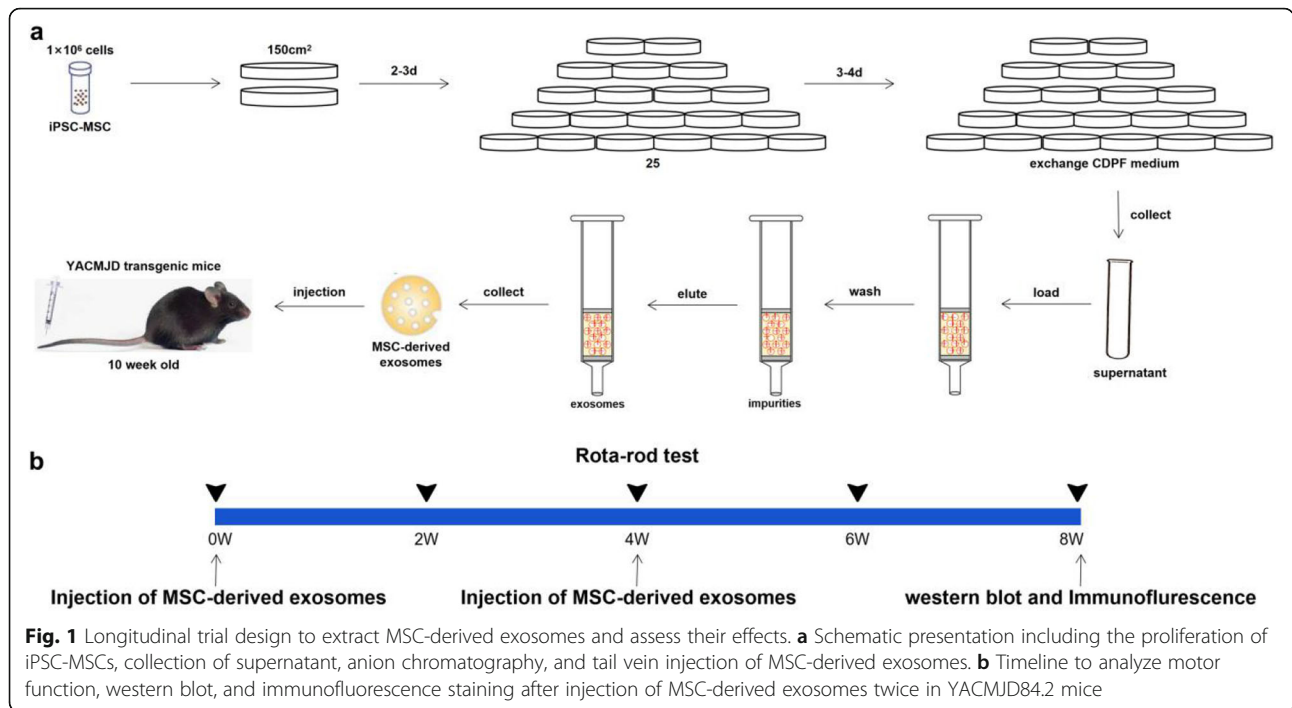 a
1×10⁶ cells
150cm²
2-3d
3-4d
iPSC-MSC
25
exchange CDPF medium
collect
YACMJD transgenic mice
injection
collect
elute
wash
load
10 week old
MSC-derived
exosomes
exosomes
impurities
supernatant
b
Rota-rod test
0W
2W
4W
6W
8W
Injection of MSC-derived exosomes
Injection of MSC-derived exosomes
western blot and Immunoflurescence
Fig. 1 Longitudinal trial design to extract MSC-derived exosomes and assess their effects. a Schematic presentation including the proliferation of
iPSC-MSCs, collection of supernatant, anion chromatography, and tail vein injection of MSC-derived exosomes. b Timeline to analyze motor
function, western blot, and immunofluorescence staining after injection of MSC-derived exosomes twice in YACMJD84.2 mice